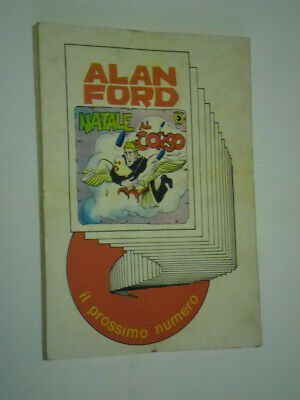 ALAN
FORD
NATALE
AL
CORSO
il prossimo numero